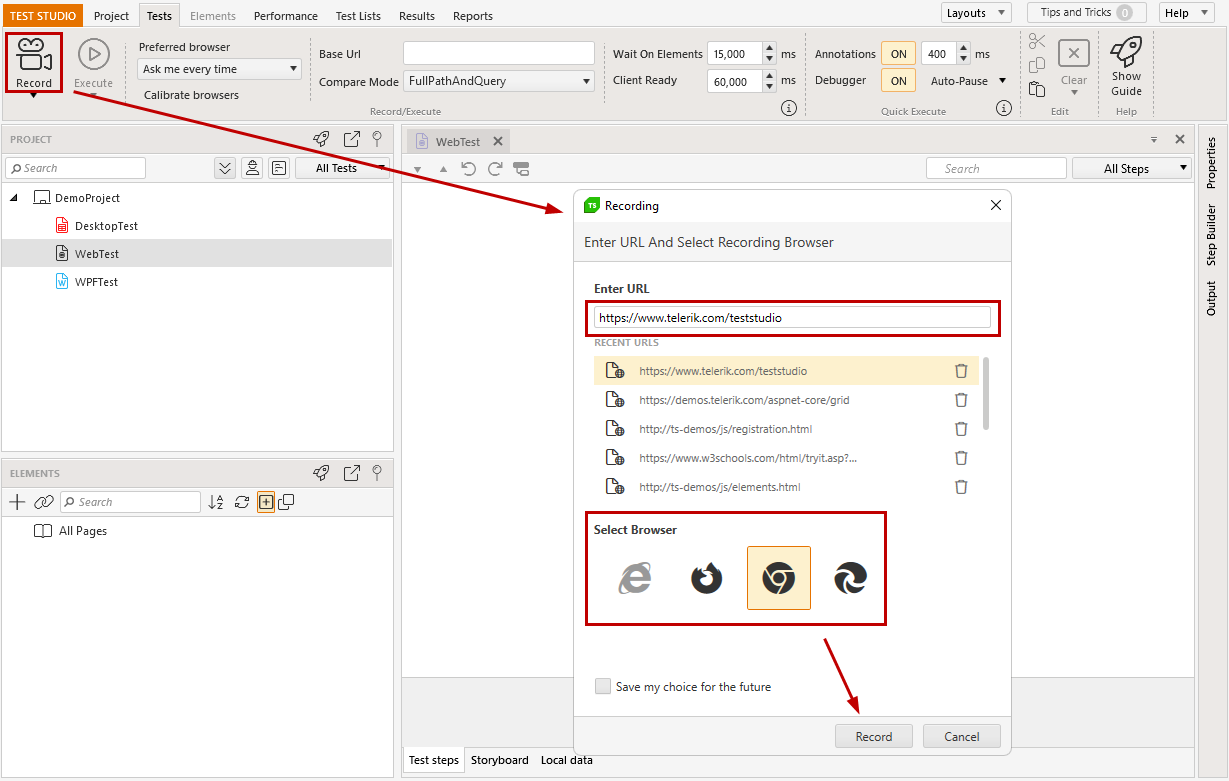 TEST STUDIO Project Tests Elements Performance Test Lists Results Reports Layouts Tips and Tricks 0 Help
Record
Execute
Preferred browser
Ask me every time
Calibrate browsers
Base Url
Compare Mode FullPathAndQuery
Record/Execute
Wait On Elements 15,000 ms
Client Ready 60,000 ms
Annotations ON 400 ms
Debugger ON Auto-Pause
Quick Execute
Clear
Edit
Show
Guide
Help
PROJECT
Search All Tests
DemoProject
DesktopTest
WebTest
WPFTest
ELEMENTS
Search
All Pages
WebTest
Search All Steps
TS Recording
Enter URL And Select Recording Browser
Enter URL
https://www.telerik.com/teststudio
RECENT URLS
https://www.telerik.com/teststudio
https://demos.telerik.com/aspnet-core/grid
http://ts-demos/js/registration.html
https://www.w3schools.com/html/tryit.asp?...
http://ts-demos/js/elements.html
Select Browser
Save my choice for the future
Record Cancel
Test steps Storyboard Local data
Properties
Step Builder
Output